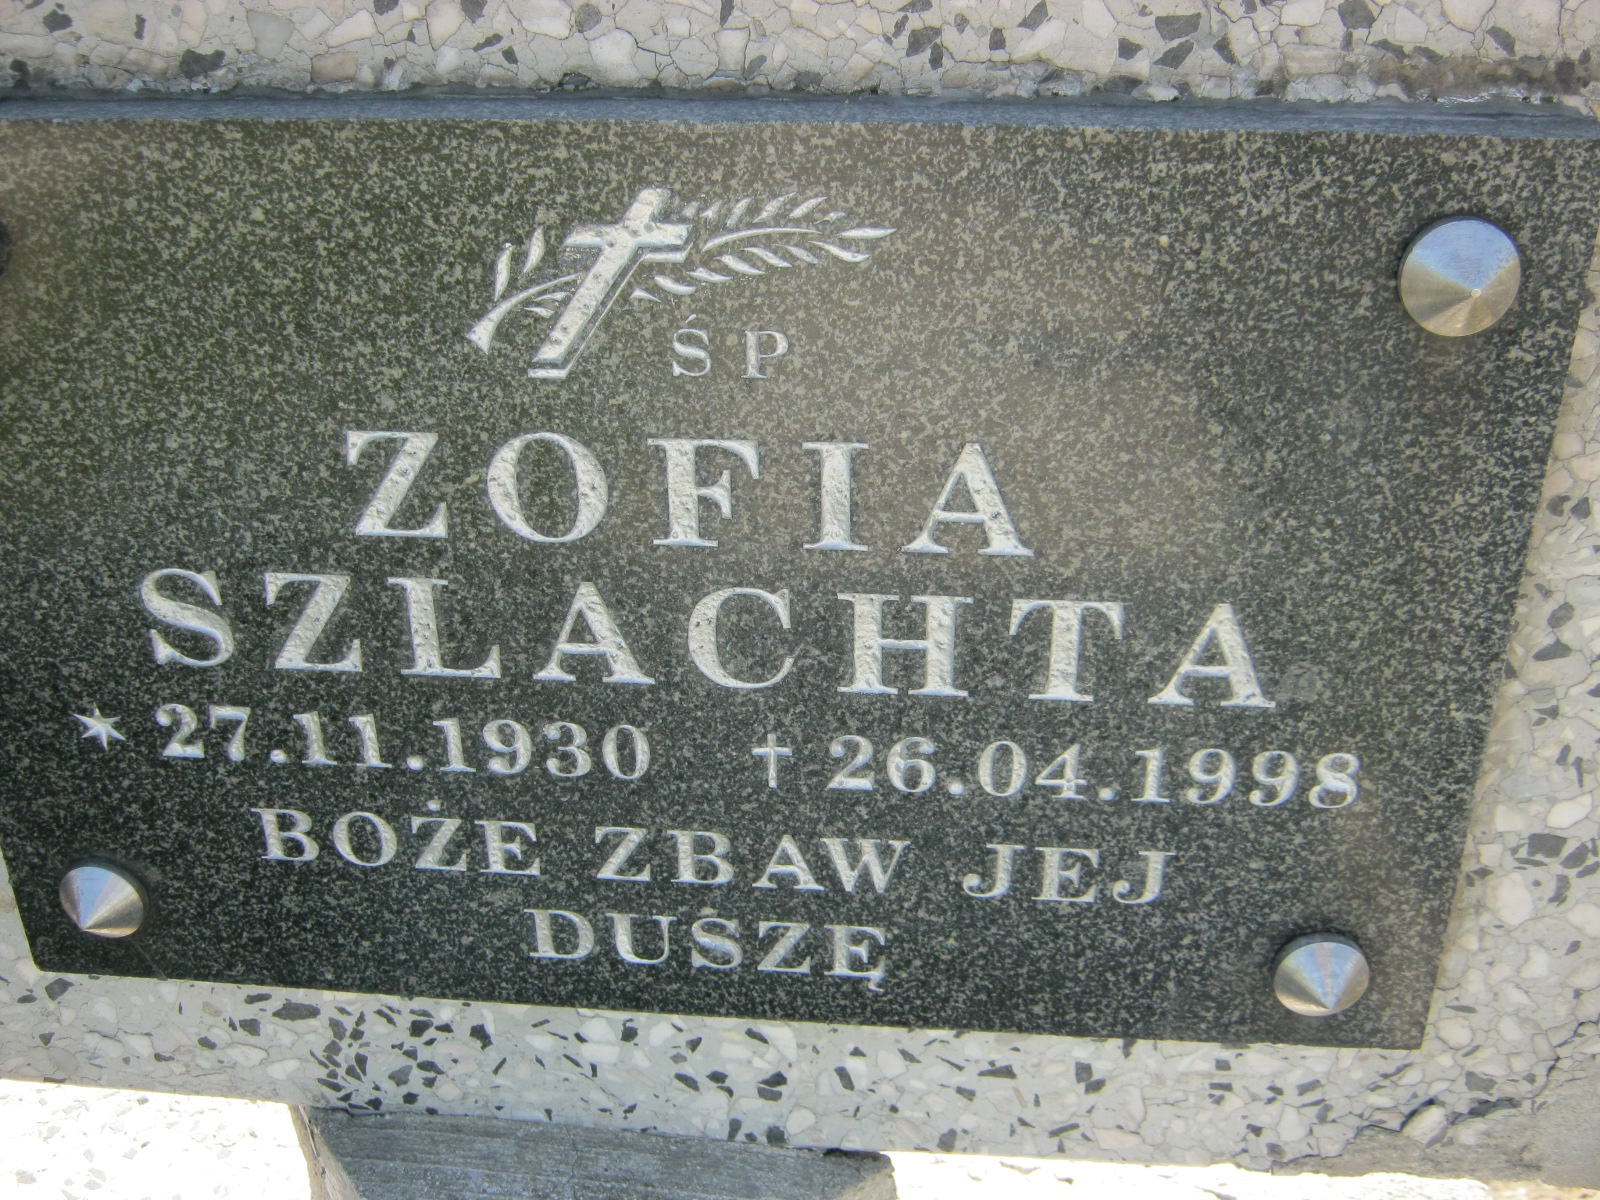 ŚP
ZOFIA
SZLACHTA
* 27.11.1930 † 26.04.1998
BOŻE ZBAW JEJ
DUSZĘ